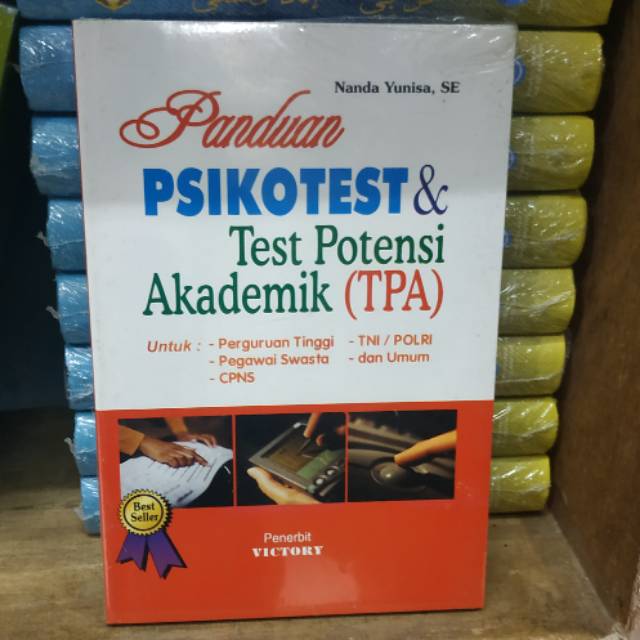 Nanda Yunisa, SE
Panduan
PSIKOTEST &
Test Potensi
Akademik (TPA)
Untuk : - Perguruan Tinggi - TNI / POLRI
- Pegawai Swasta - dan Umum
- CPNS
Best
Seller
Penerbit
VICTORY